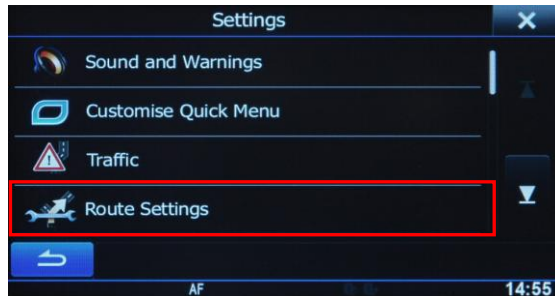 Settings
Sound and Warnings
Customise Quick Menu
Traffic
Route Settings
AF
14:55